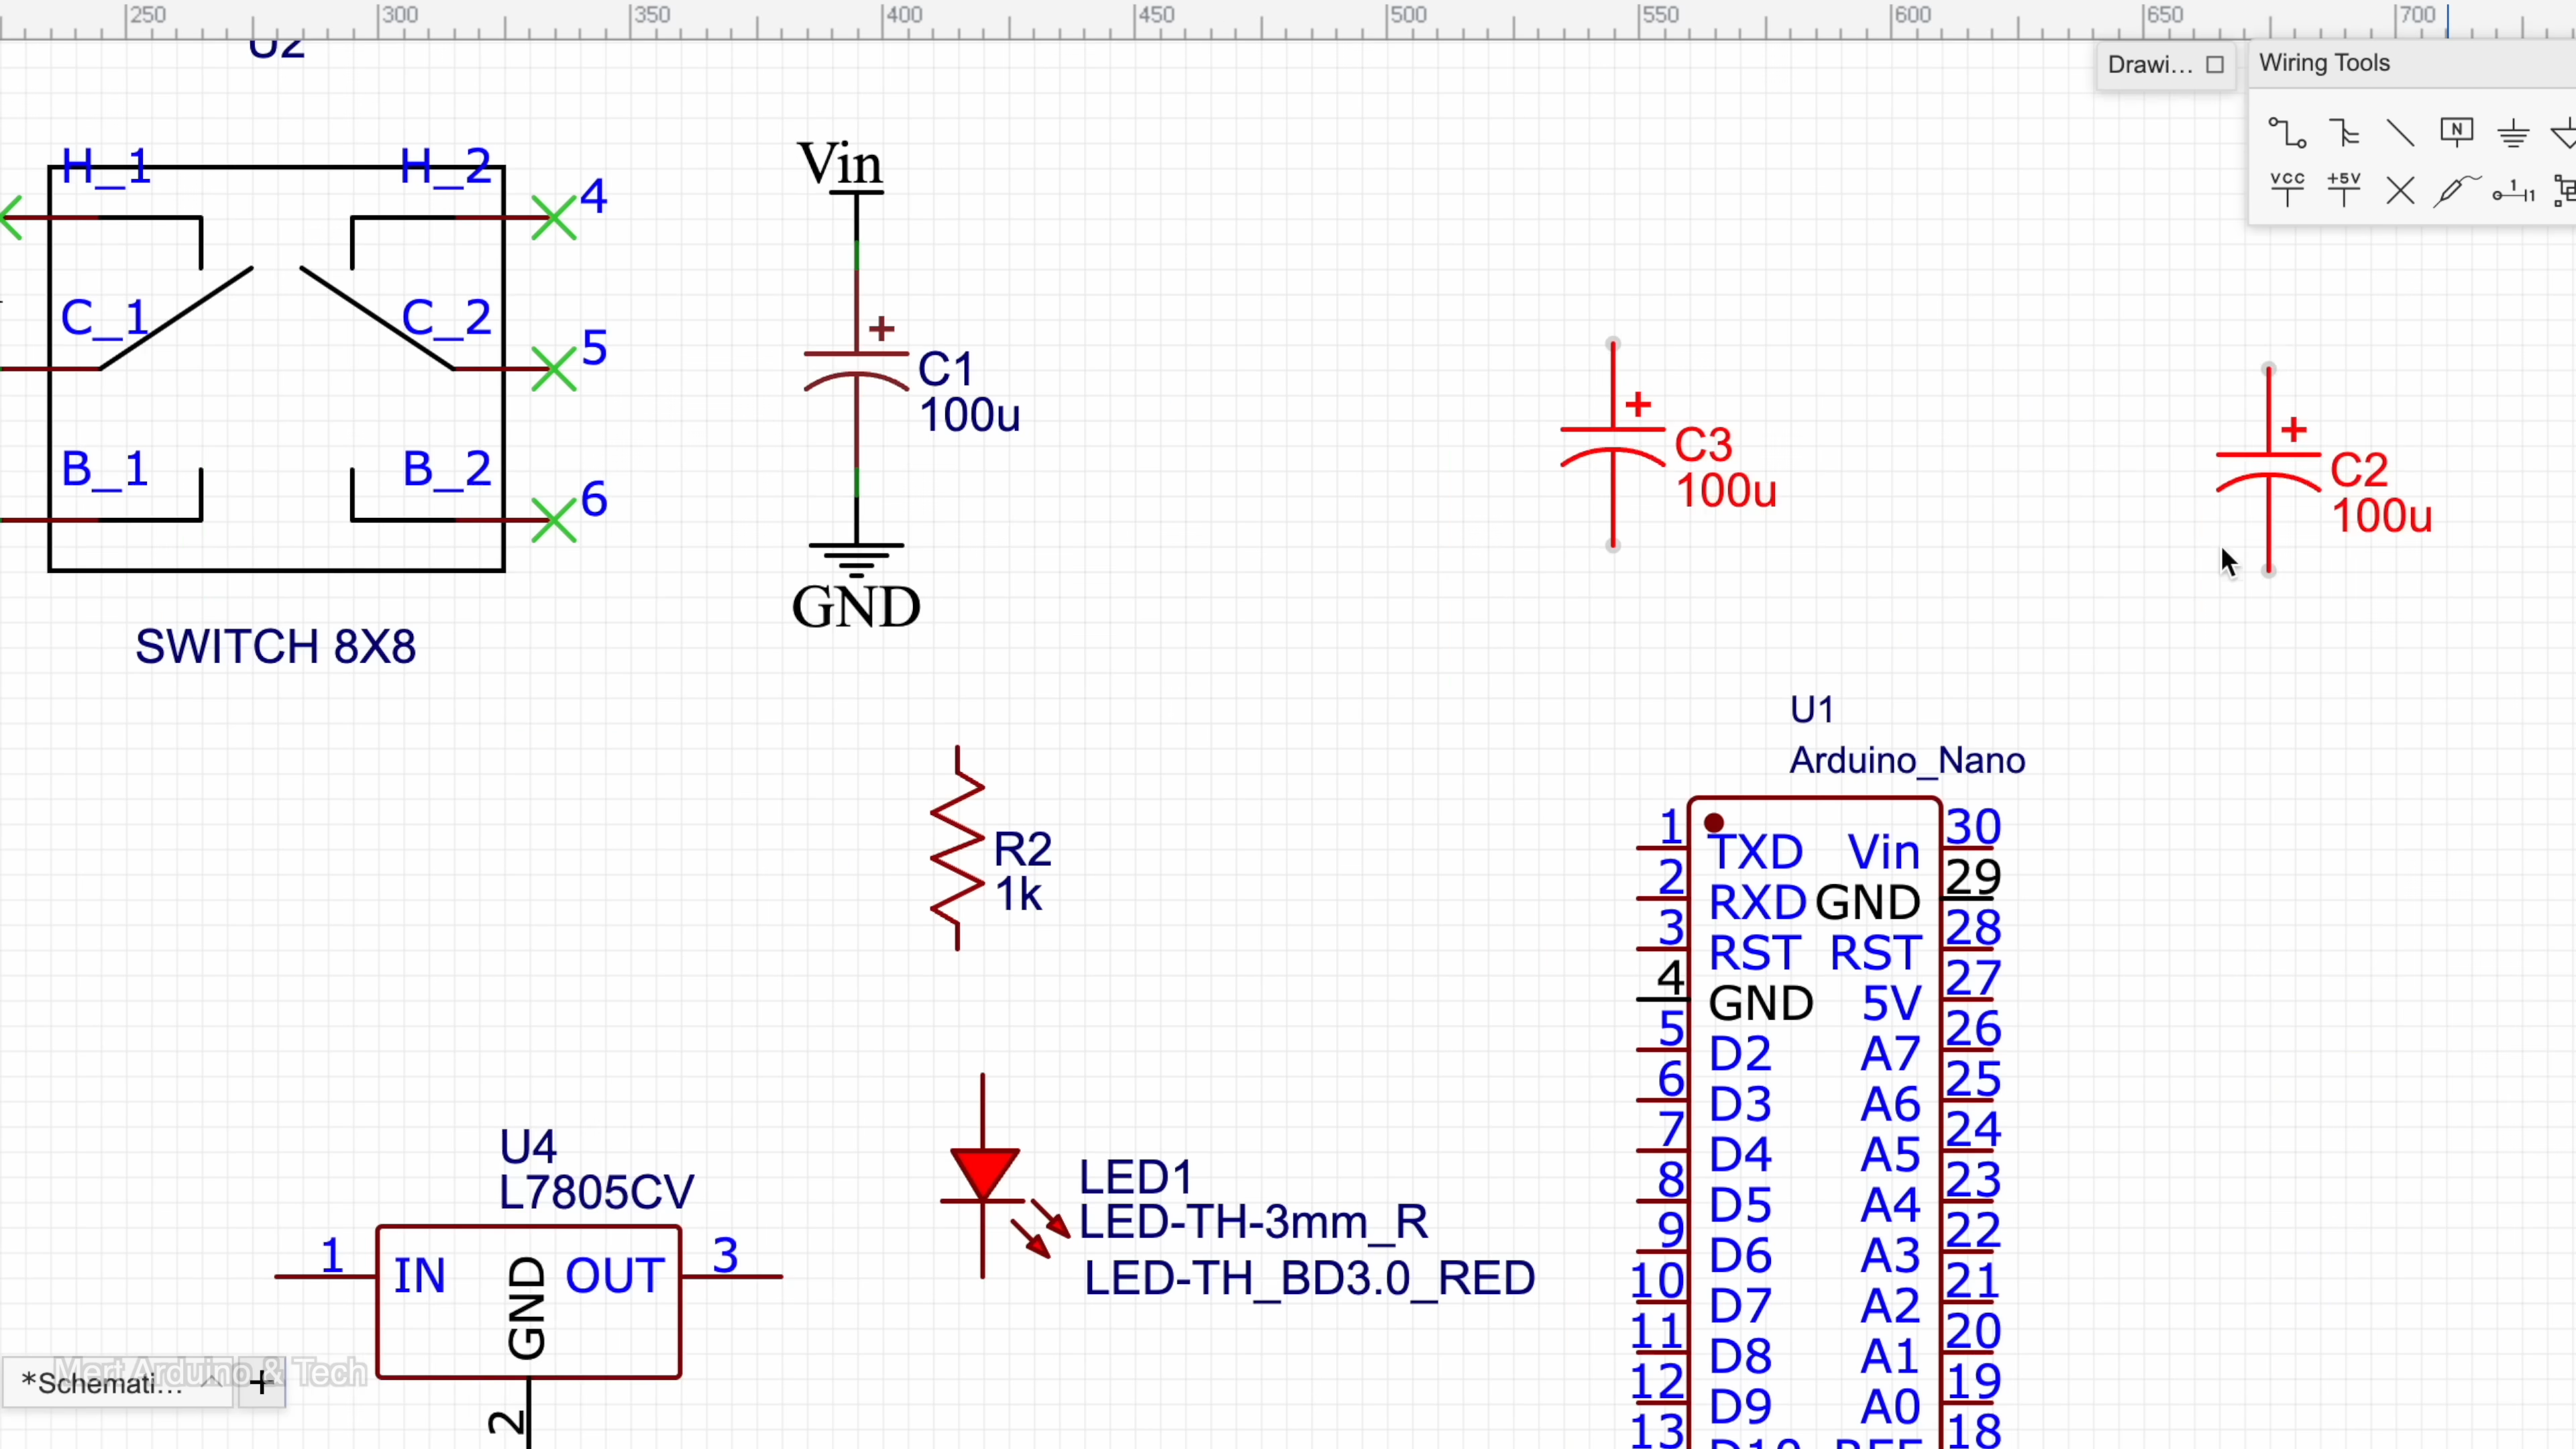 250 300 350 400 450 500 550 600 650 700
U2
Drawi...
Wiring Tools
N
VCC +5V
H_1 H_2
4
C_1 C_2
5
B_1 B_2
6
SWITCH 8X8
Vin
+
C1
100u
GND
+
C3
100u
+
C2
100u
R2
1k
U1
Arduino_Nano
1 TXD Vin 30
2 RXD GND 29
3 RST RST 28
4 GND 5V 27
5 D2 A7 26
6 D3 A6 25
7 D4 A5 24
8 D5 A4 23
9 D6 A3 22
10 D7 A2 21
11 D8 A1 20
12 D9 A0 19
13 D10 REF 18
LED1
LED-TH-3mm_R
LED-TH_BD3.0_RED
U4
L7805CV
1 IN GND OUT 3
2
Mert Arduino & Tech
*Schemati...